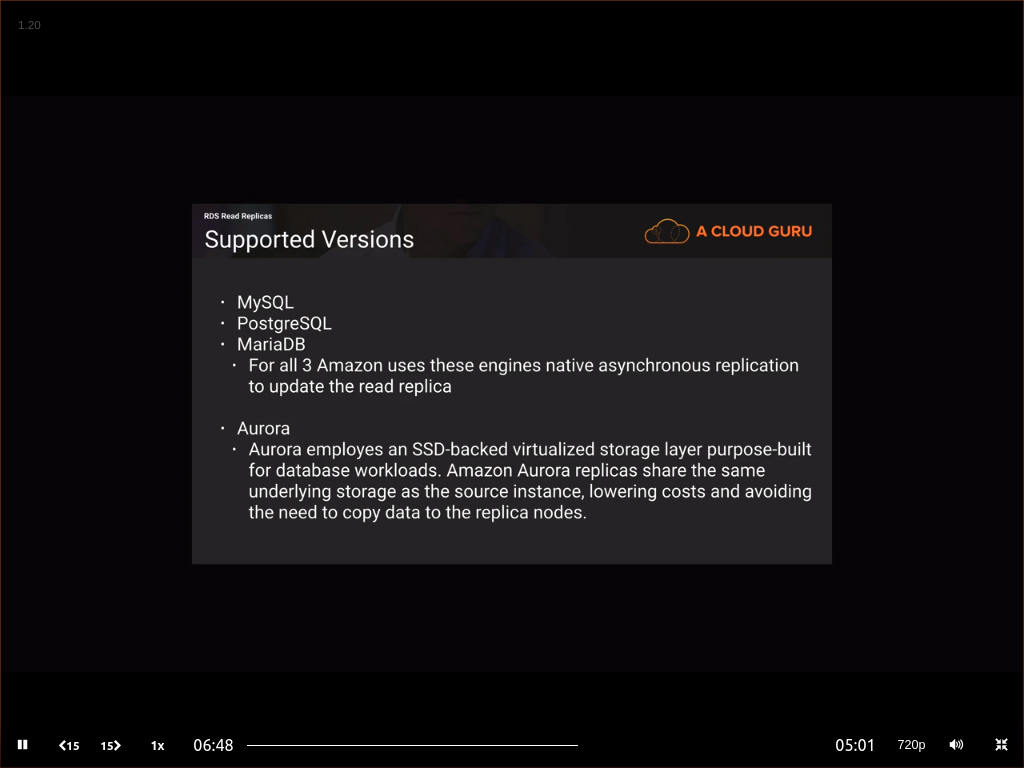 1.20
RDS Read Replicas
Supported Versions
A CLOUD GURU
· MySQL
· PostgreSQL
· MariaDB
· For all 3 Amazon uses these engines native asynchronous replication
to update the read replica
· Aurora
· Aurora employes an SSD-backed virtualized storage layer purpose-built
for database workloads. Amazon Aurora replicas share the same
underlying storage as the source instance, lowering costs and avoiding
the need to copy data to the replica nodes.
15 15 1x 06:48 05:01 720p